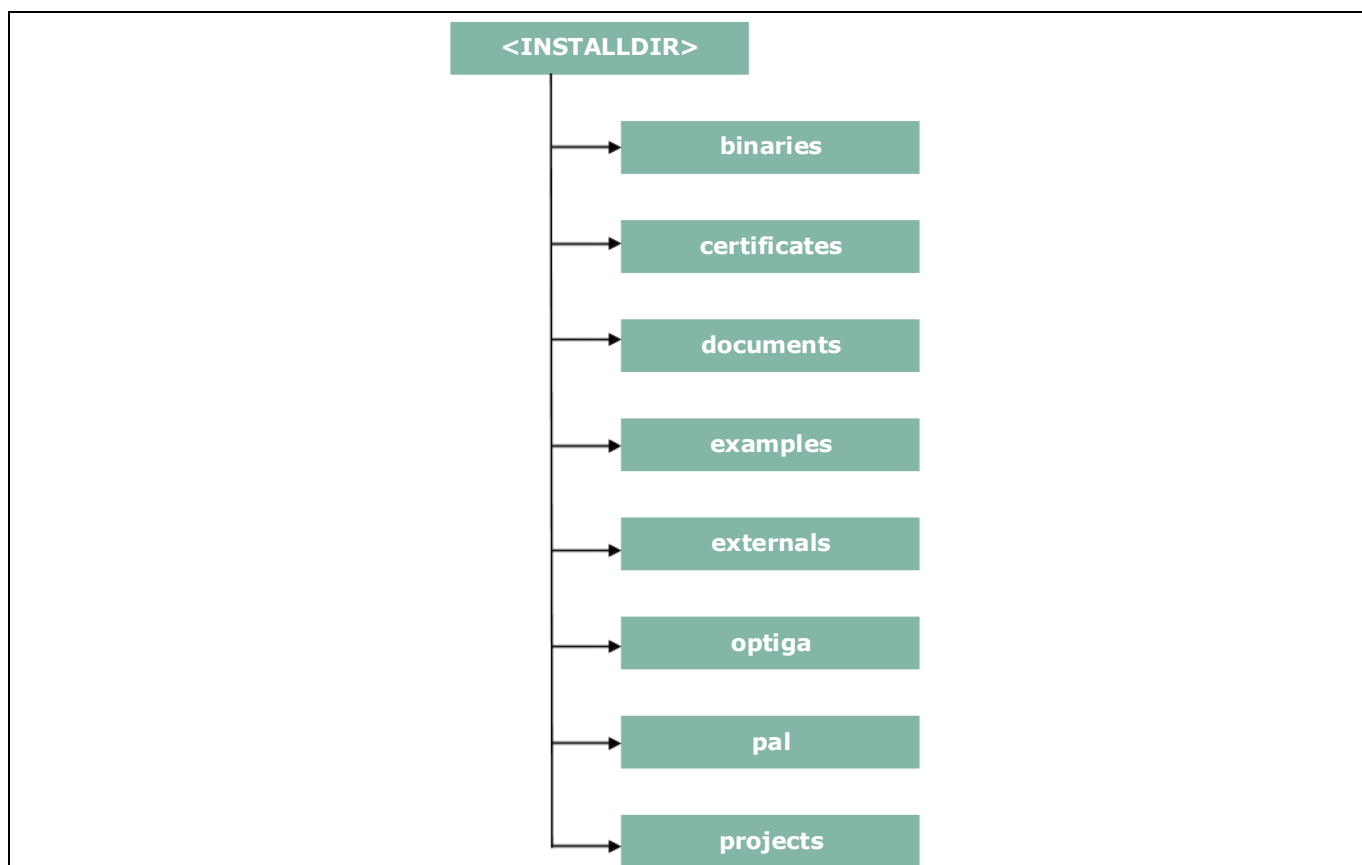 <INSTALLDIR>
binaries
certificates
documents
examples
externals
optiga
pal
projects